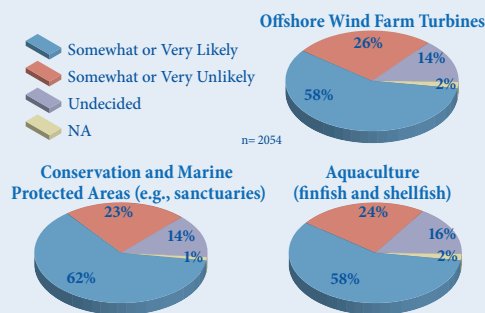 Offshore Wind Farm Turbines
Somewhat or Very Likely
Somewhat or Very Unlikely
Undecided
NA
26%
14%
2%
58%
n= 2054
Conservation and Marine
Protected Areas (e.g., sanctuaries)
23%
14%
1%
62%
Aquaculture
(finfish and shellfish)
24%
16%
2%
58%